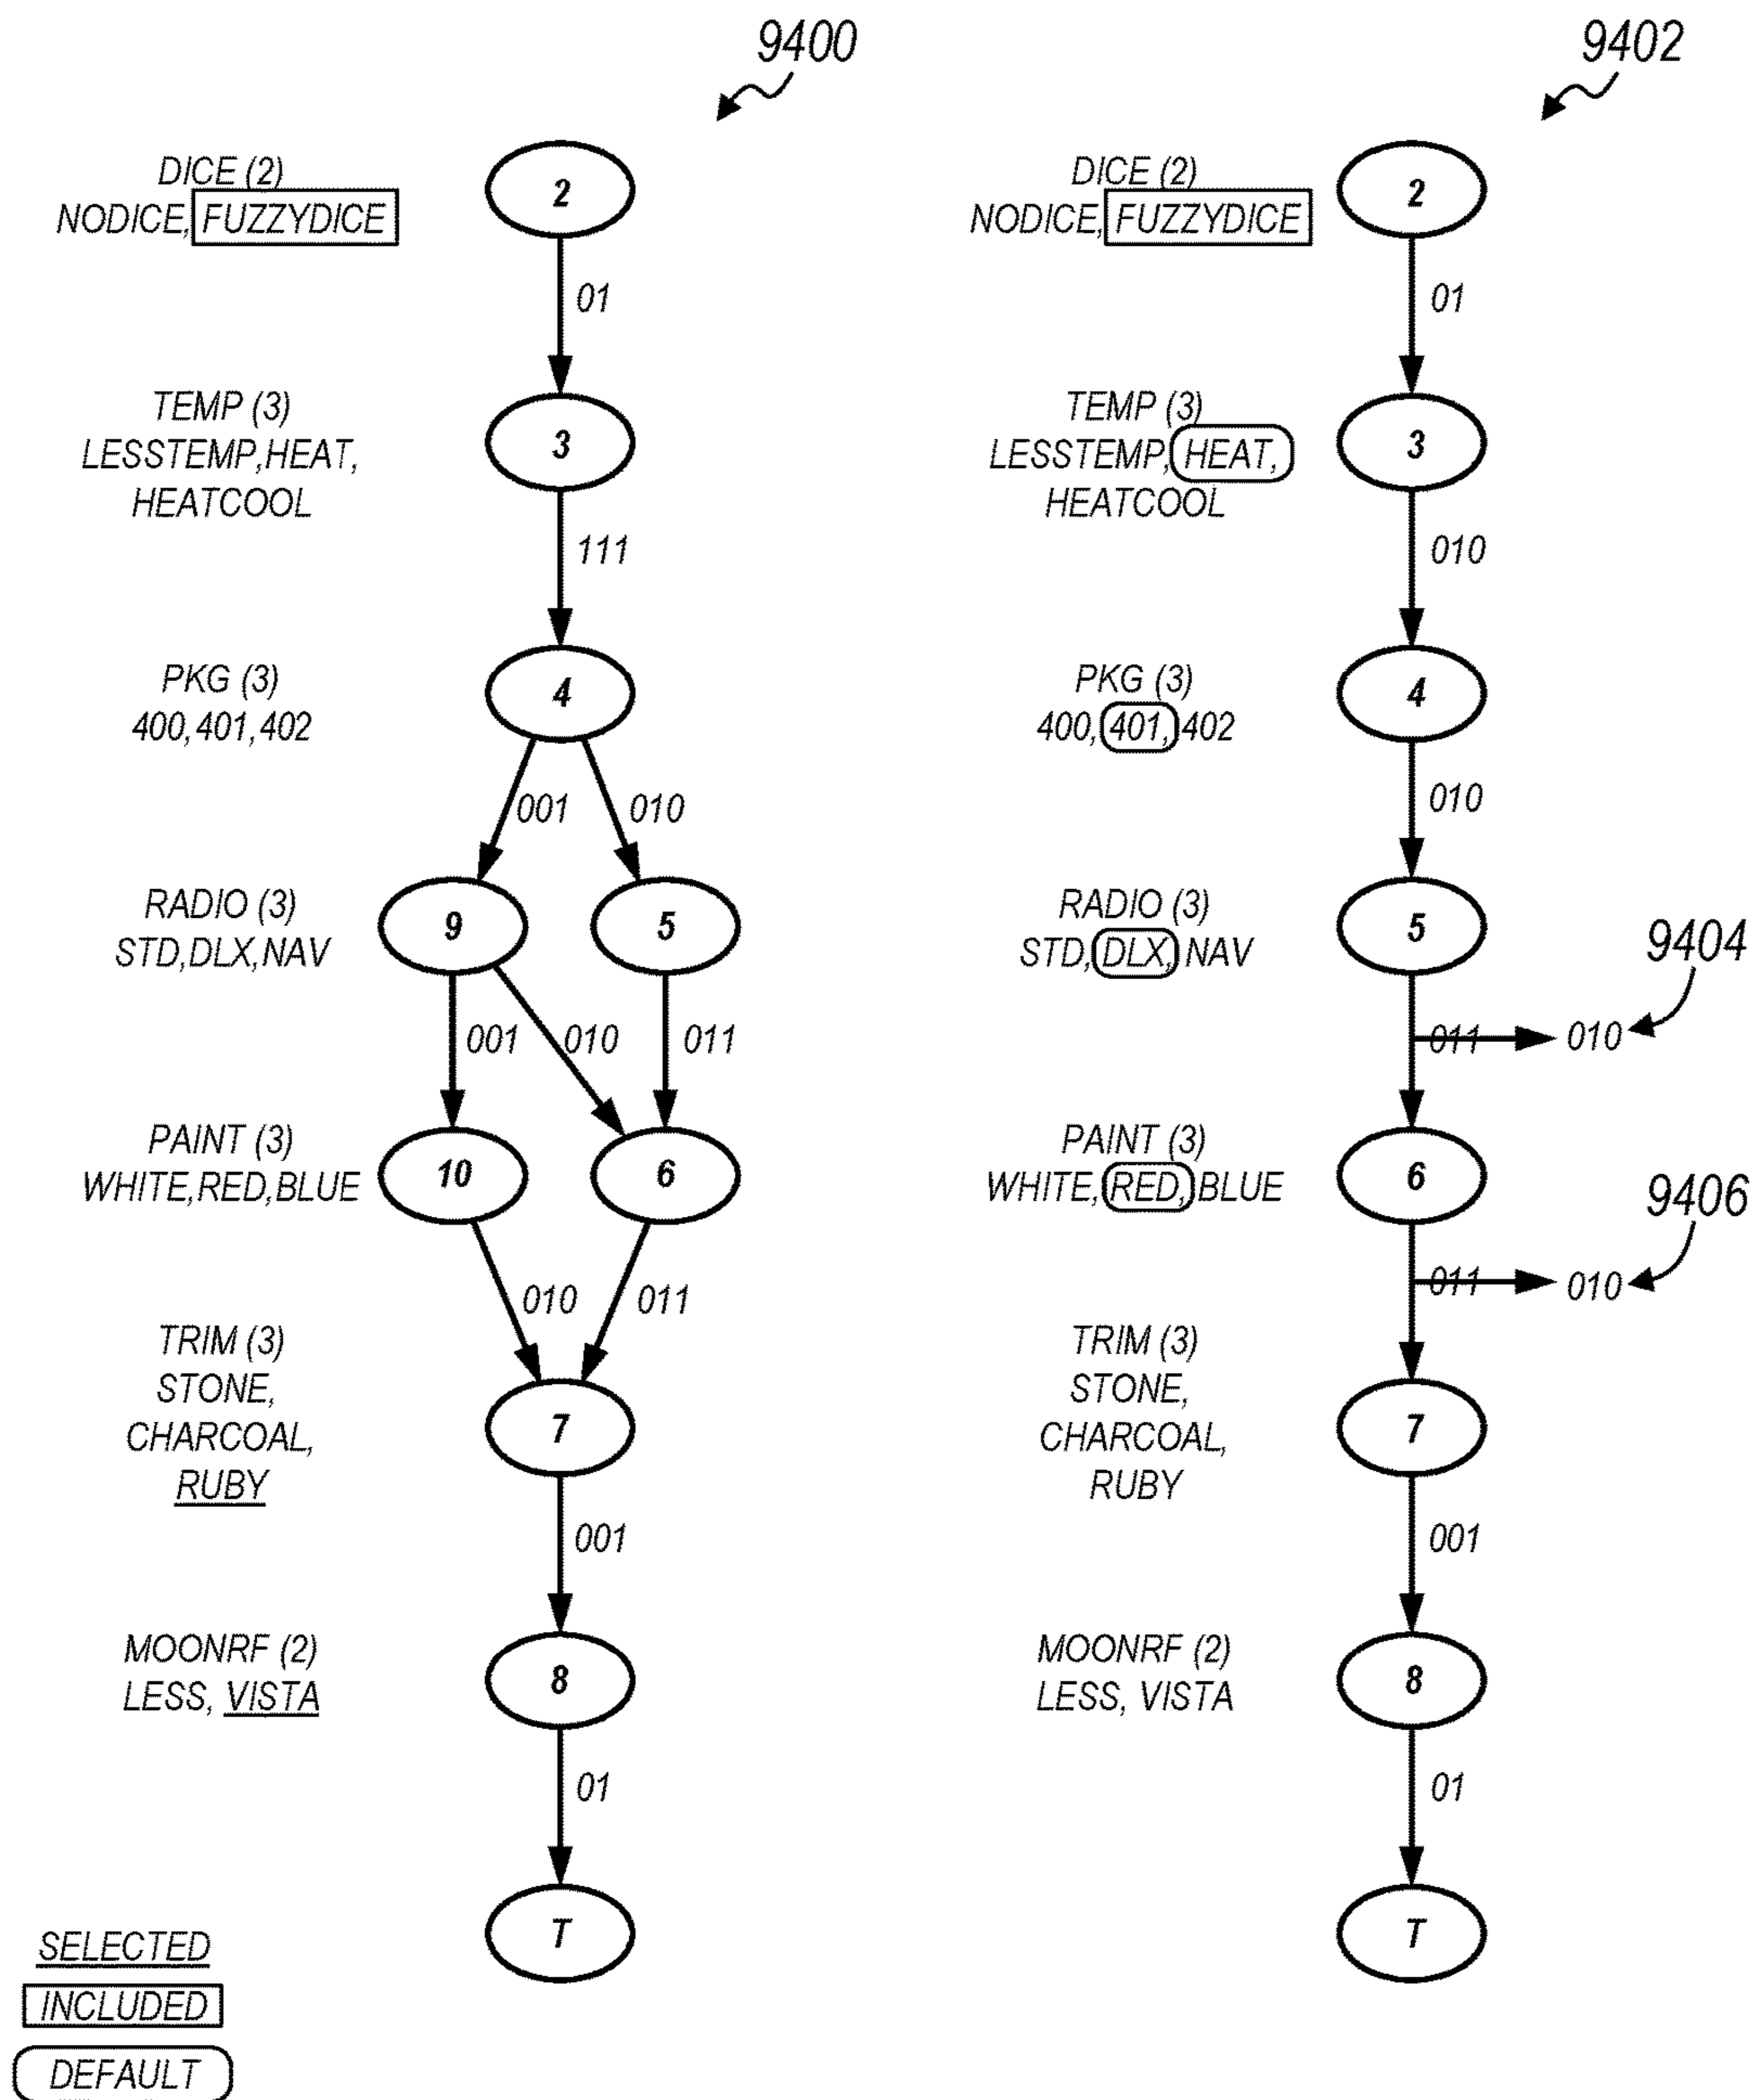 9400
9402
DICE (2)
NODICE, FUZZYDICE
2
DICE (2)
NODICE, FUZZYDICE
2
01
01
TEMP (3)
LESSTEMP, HEAT,
HEATCOOL
3
TEMP (3)
LESSTEMP, HEAT,
HEATCOOL
3
111
010
PKG (3)
400, 401, 402
4
PKG (3)
400, 401, 402
4
001
010
010
RADIO (3)
STD, DLX, NAV
9
5
RADIO (3)
STD, DLX, NAV
5
9404
001
010
011
011
010
PAINT (3)
WHITE, RED, BLUE
10
6
PAINT (3)
WHITE, RED, BLUE
6
9406
010
011
011
010
TRIM (3)
STONE,
CHARCOAL,
RUBY
7
TRIM (3)
STONE,
CHARCOAL,
RUBY
7
001
001
MOONRF (2)
LESS, VISTA
8
MOONRF (2)
LESS, VISTA
8
01
01
T
T
SELECTED
INCLUDED
DEFAULT